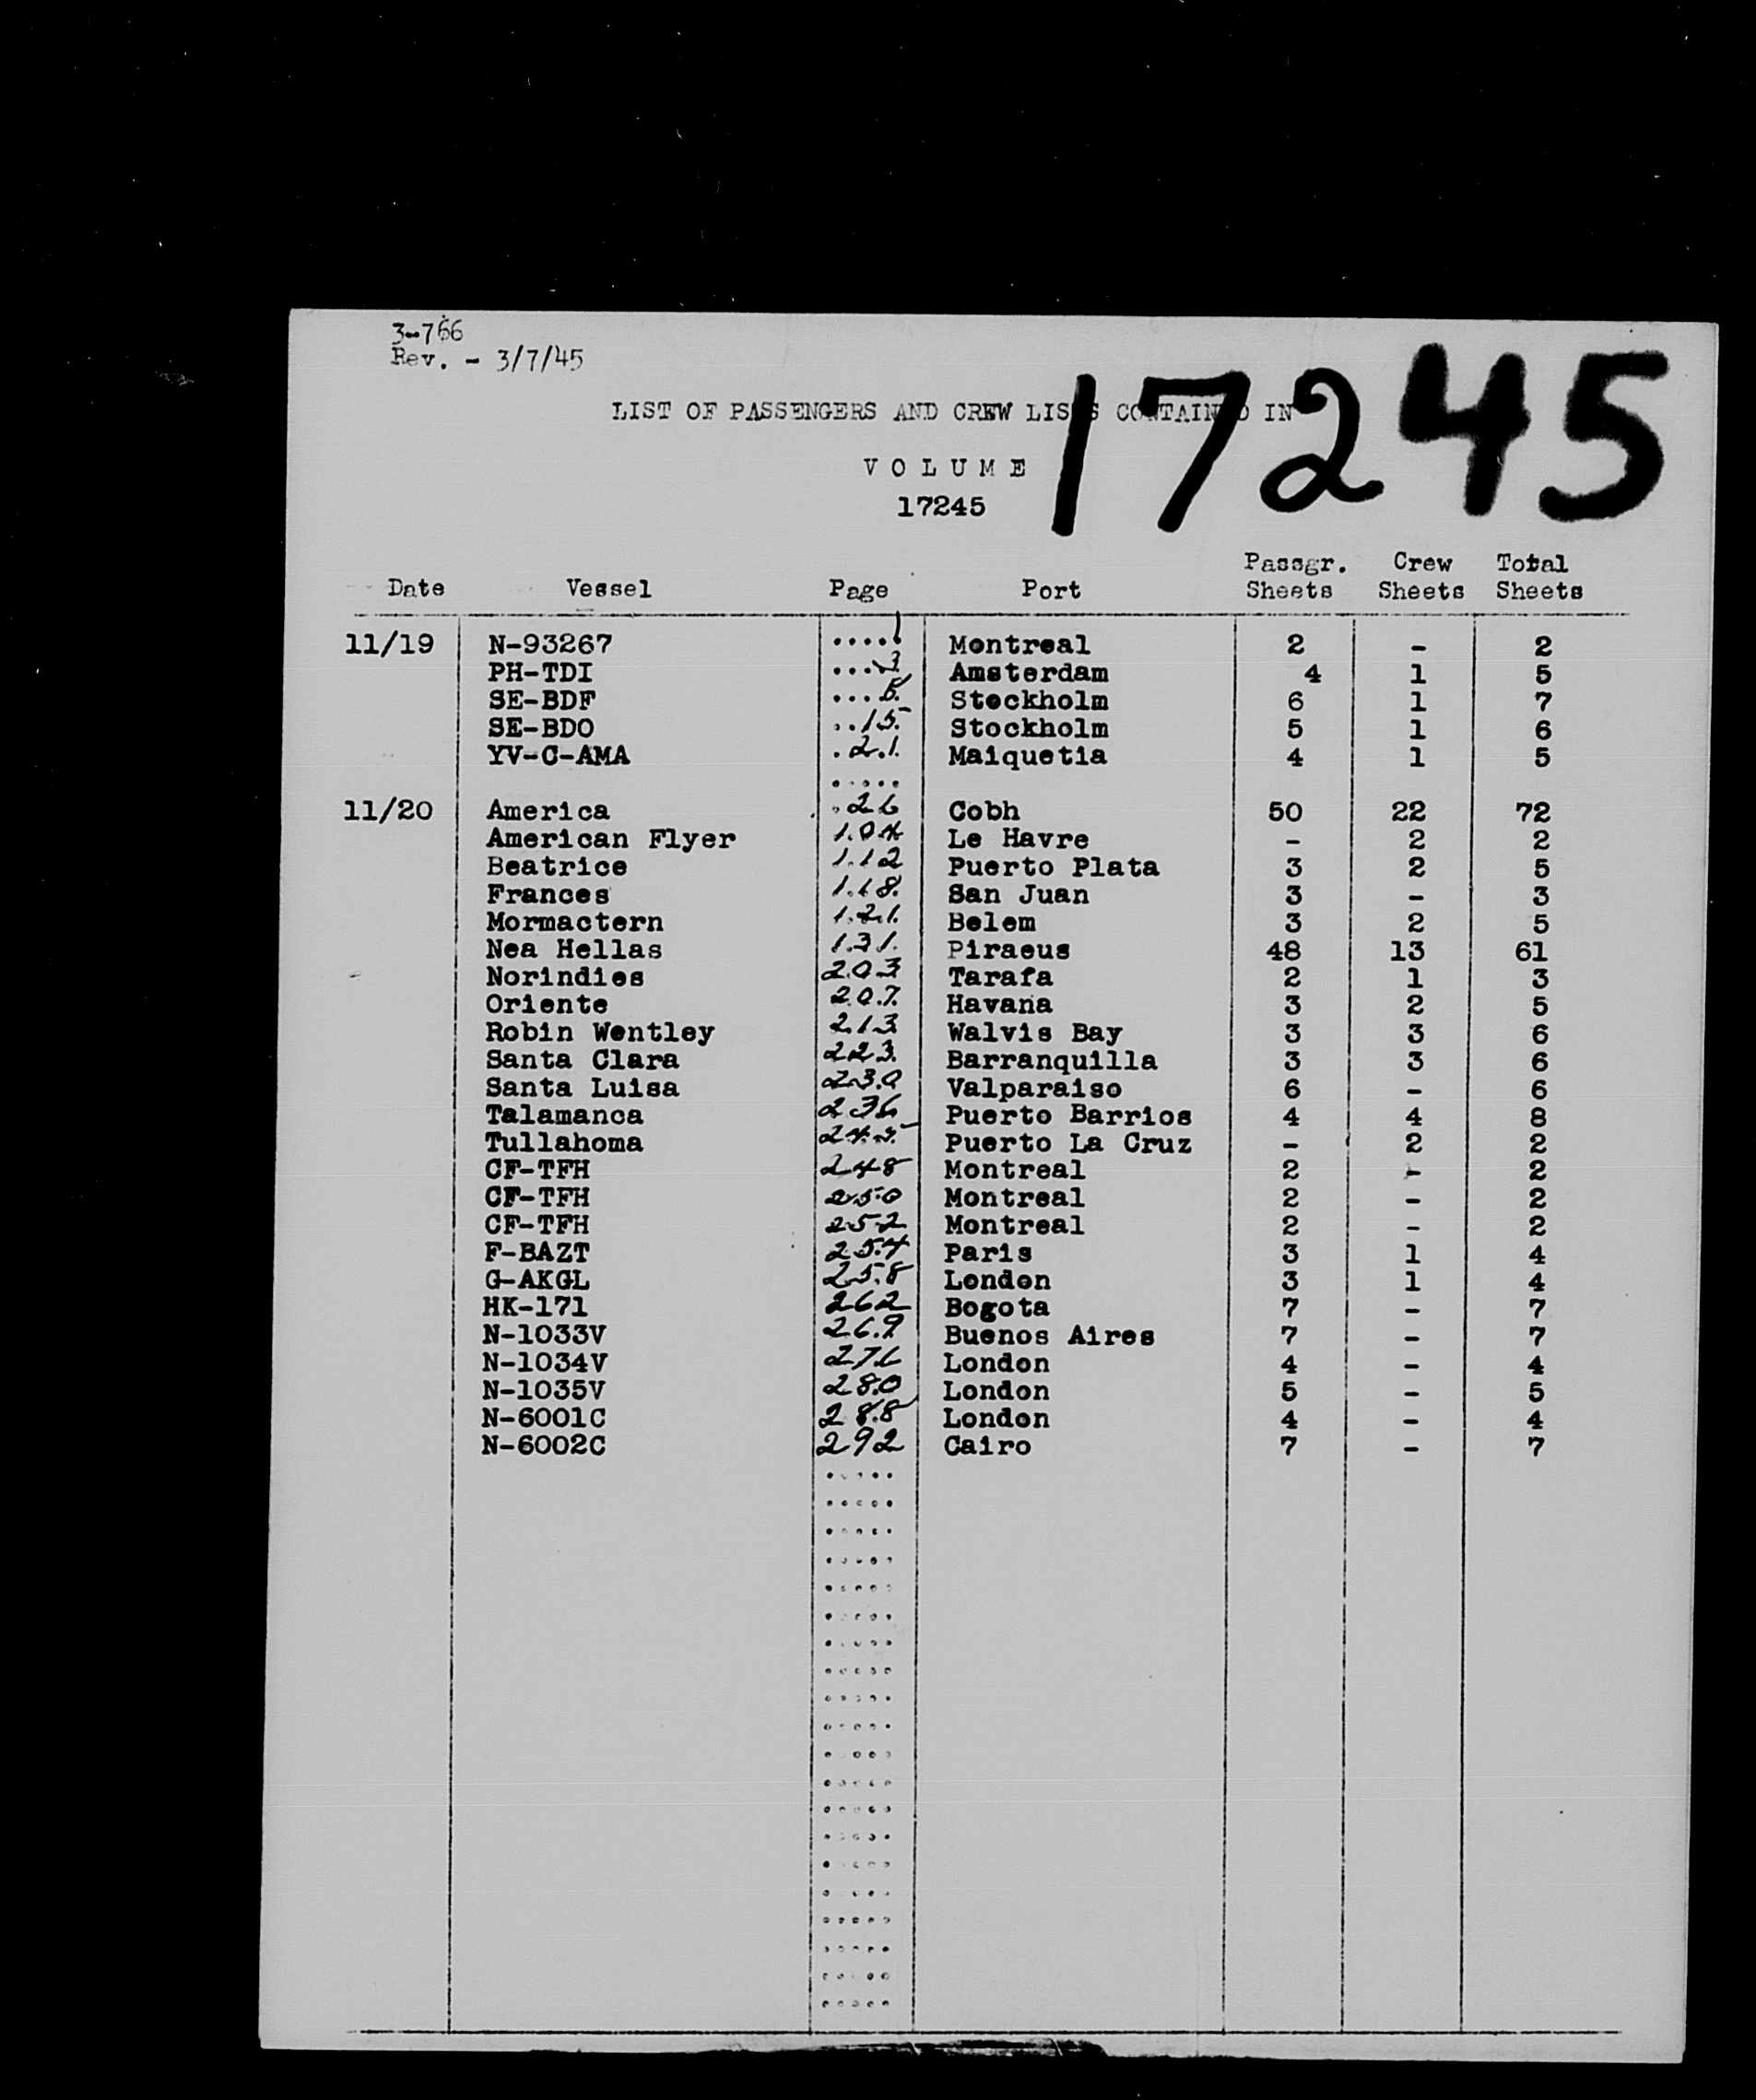 3-766
Rev. - 3/7/45
17245
LIST OF PASSENGERS AND CREW LISTS CONTAINED IN
VOLUME
17245
Date Vessel Page Port Passgr. Sheets Crew Sheets Total Sheets
11/19 N-93267 .....1 Montreal 2 - 2
PH-TDI ...3 Amsterdam 4 1 5
SE-BDF ...8. Stockholm 6 1 7
SE-BDO ..15. Stockholm 5 1 6
YV-C-AMA .21. Maiquetia 4 1 5
.....
11/20 America .26 Cobh 50 22 72
American Flyer 104 Le Havre - 2 2
Beatrice 112 Puerto Plata 3 2 5
Frances 118. San Juan 3 - 3
Mormactern 121. Belem 3 2 5
Nea Hellas 131. Piraeus 48 13 61
Norindies 203 Tarafa 2 1 3
Oriente 207. Havana 3 2 5
Robin Wentley 213 Walvis Bay 3 3 6
Santa Clara 223. Barranquilla 3 3 6
Santa Luisa 230 Valparaiso 6 - 6
Talamanca 236 Puerto Barrios 4 4 8
Tullahoma 245 Puerto La Cruz - 2 2
CF-TFH 248 Montreal 2 - 2
CF-TFH 250 Montreal 2 - 2
CF-TFH 252 Montreal 2 - 2
F-BAZT 254 Paris 3 1 4
G-AKGL 258 London 3 1 4
HK-171 262 Bogota 7 - 7
N-1033V 269 Buenos Aires 7 - 7
N-1034V 276 London 4 - 4
N-1035V 280 London 5 - 5
N-6001C 288 London 4 - 4
N-6002C 292 Cairo 7 - 7